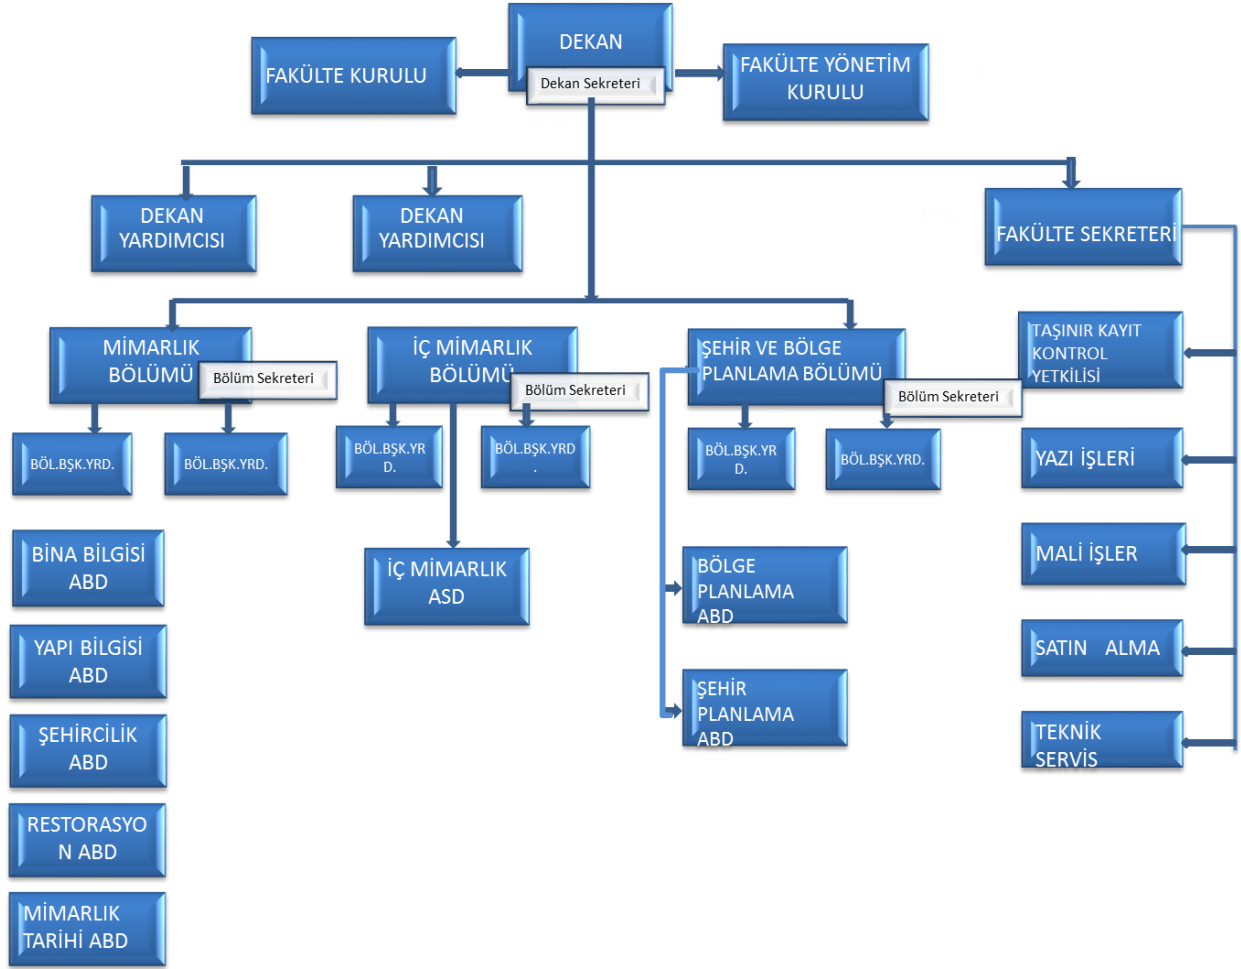 DEKAN
Dekan Sekreteri
FAKÜLTE KURULU
FAKÜLTE YÖNETİM
KURULU
DEKAN
YARDIMCISI
DEKAN
YARDIMCISI
FAKÜLTE SEKRETERİ
MİMARLIK
BÖLÜMÜ
Bölüm Sekreteri
İÇ MİMARLIK
BÖLÜMÜ
Bölüm Sekreteri
ŞEHİR VE BÖLGE
PLANLAMA BÖLÜMÜ
Bölüm Sekreteri
TAŞINIR KAYIT
KONTROL
YETKİLİSİ
BÖL.BŞK.YRD.
BÖL.BŞK.YRD.
BÖL.BŞK.YR
D.
BÖL.BŞK.YRD
.
BÖL.BŞK.YR
D.
BÖL.BŞK.YRD.
YAZI İŞLERİ
BİNA BİLGİSİ
ABD
İÇ MİMARLIK
ASD
BÖLGE
PLANLAMA
ABD
MALİ İŞLER
YAPI BİLGİSİ
ABD
ŞEHİR
PLANLAMA
ABD
SATIN ALMA
ŞEHİRCİLİK
ABD
TEKNİK
SERVİS
RESTORASYO
N ABD
MİMARLIK
TARİHİ ABD